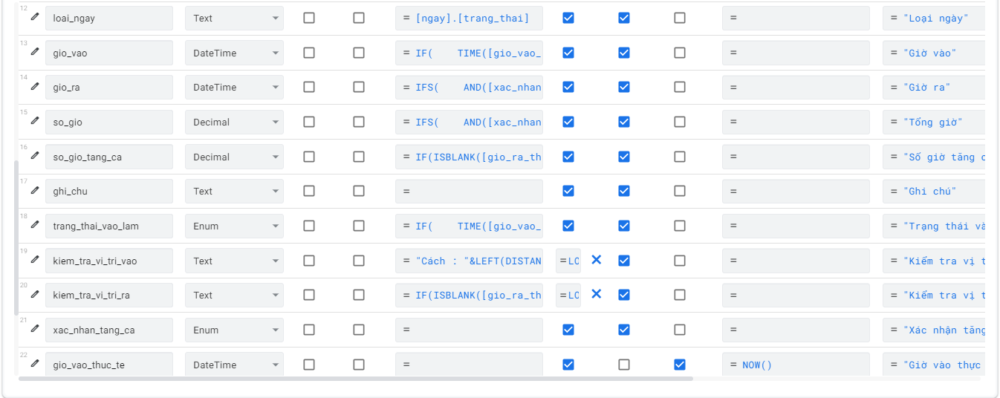 12 loai_ngay Text = [ngay].[trang_thai] = = "Loại ngày"
13 gio_vao DateTime = IF( TIME([gio_vao_ = = "Giờ vào"
14 gio_ra DateTime = IFS( AND([xac_nhan = = "Giờ ra"
15 so_gio Decimal = IFS( AND([xac_nhan = = "Tổng giờ"
16 so_gio_tang_ca Decimal = IF(ISBLANK([gio_ra_th = = "Số giờ tăng c
17 ghi_chu Text = = = "Ghi chú"
18 trang_thai_vao_lam Enum = IF( TIME([gio_vao_ = = "Trạng thái và
19 kiem_tra_vi_tri_vao Text = "Cách : "&LEFT(DISTAN =LO = = "Kiểm tra vị t
20 kiem_tra_vi_tri_ra Text = IF(ISBLANK([gio_ra_th =LO = = "Kiểm tra vị t
21 xac_nhan_tang_ca Enum = = = "Xác nhận tăng
22 gio_vao_thuc_te DateTime = = NOW() = "Giờ vào thực